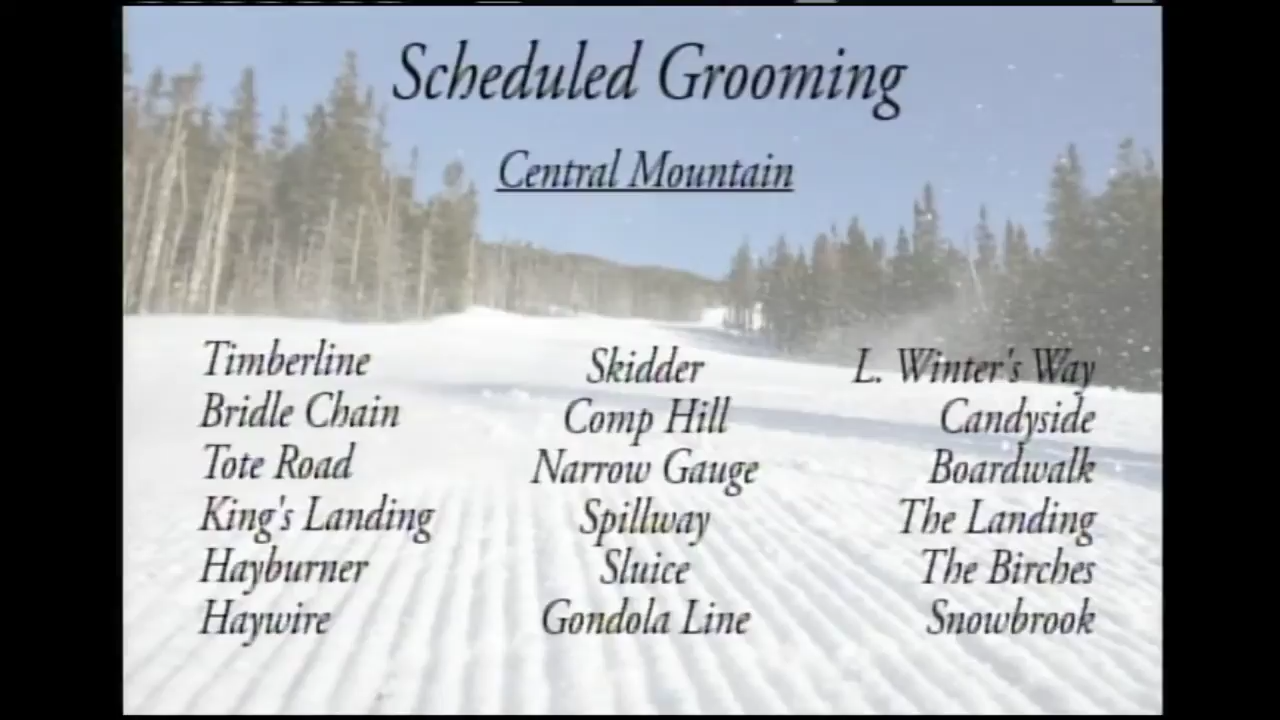 Scheduled Grooming
Central Mountain
Timberline
Bridle Chain
Tote Road
King's Landing
Hayburner
Haywire
Skidder
Comp Hill
Narrow Gauge
Spillway
Sluice
Gondola Line
L. Winter's Way
Candyside
Boardwalk
The Landing
The Birches
Snowbrook